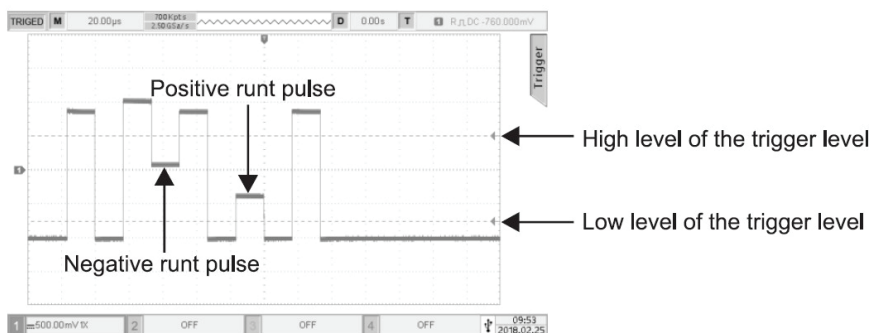 TRIGED M 20.00μs 700Kpts D 0.00s T 1 R DC -760.000mV
2.50GSa/s
Trigger
Positive runt pulse
High level of the trigger level
1
Low level of the trigger level
Negative runt pulse
1 500.00mV 1X 2 OFF 3 OFF 4 OFF 09:53
2018.02.25